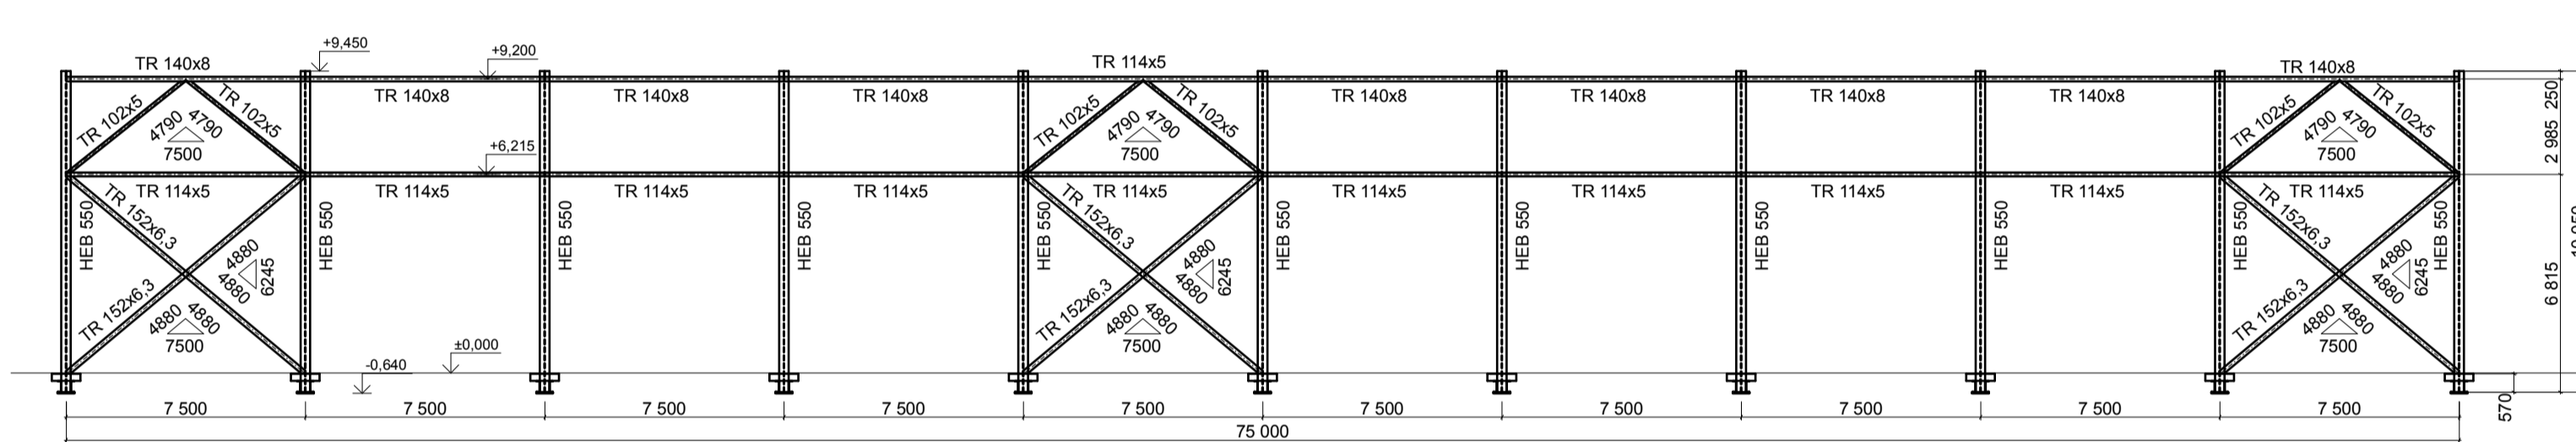 +9,450
+9,200
TR 140x8
TR 114x5
TR 140x8
TR 140x8
TR 140x8
TR 140x8
TR 140x8
TR 140x8
TR 140x8
TR 140x8
TR 102x5
TR 102x5
4790
4790
7500
TR 102x5
TR 102x5
4790
4790
7500
TR 102x5
TR 102x5
4790
4790
7500
250
2 985
+6,215
TR 114x5
TR 114x5
TR 114x5
TR 114x5
TR 114x5
TR 114x5
TR 114x5
TR 114x5
TR 114x5
TR 114x5
HEB 550
HEB 550
HEB 550
HEB 550
HEB 550
HEB 550
HEB 550
HEB 550
HEB 550
HEB 550
HEB 550
TR 152x6,3
TR 152x6,3
4880
4880
6245
4880
4880
7500
TR 152x6,3
TR 152x6,3
4880
4880
6245
4880
4880
7500
TR 152x6,3
TR 152x6,3
4880
4880
6245
4880
4880
7500
6 815
±0,000
-0,640
570
7 500
7 500
7 500
7 500
7 500
7 500
7 500
7 500
7 500
7 500
75 000